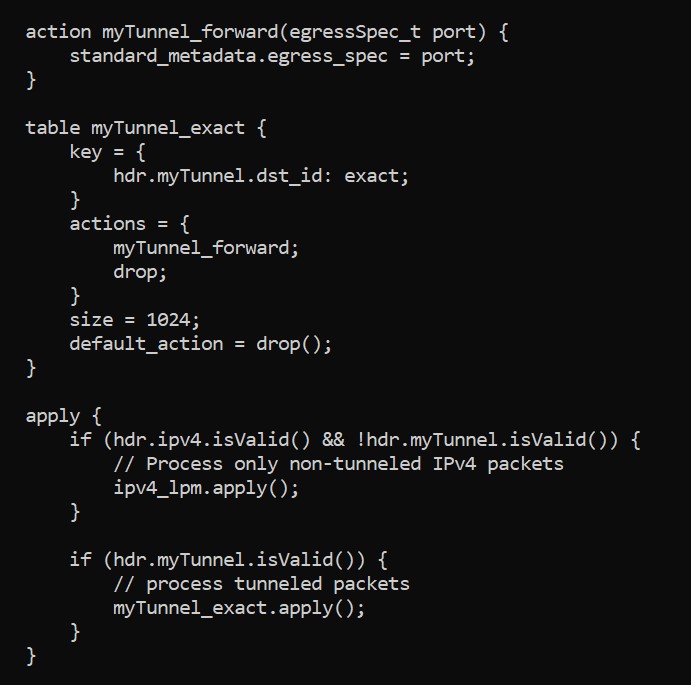 action myTunnel_forward(egressSpec_t port) {
    standard_metadata.egress_spec = port;
}

table myTunnel_exact {
    key = {
        hdr.myTunnel.dst_id: exact;
    }
    actions = {
        myTunnel_forward;
        drop;
    }
    size = 1024;
    default_action = drop();
}

apply {
    if (hdr.ipv4.isValid() && !hdr.myTunnel.isValid()) {
        // Process only non-tunneled IPv4 packets
        ipv4_lpm.apply();
    }

    if (hdr.myTunnel.isValid()) {
        // process tunneled packets
        myTunnel_exact.apply();
    }
}